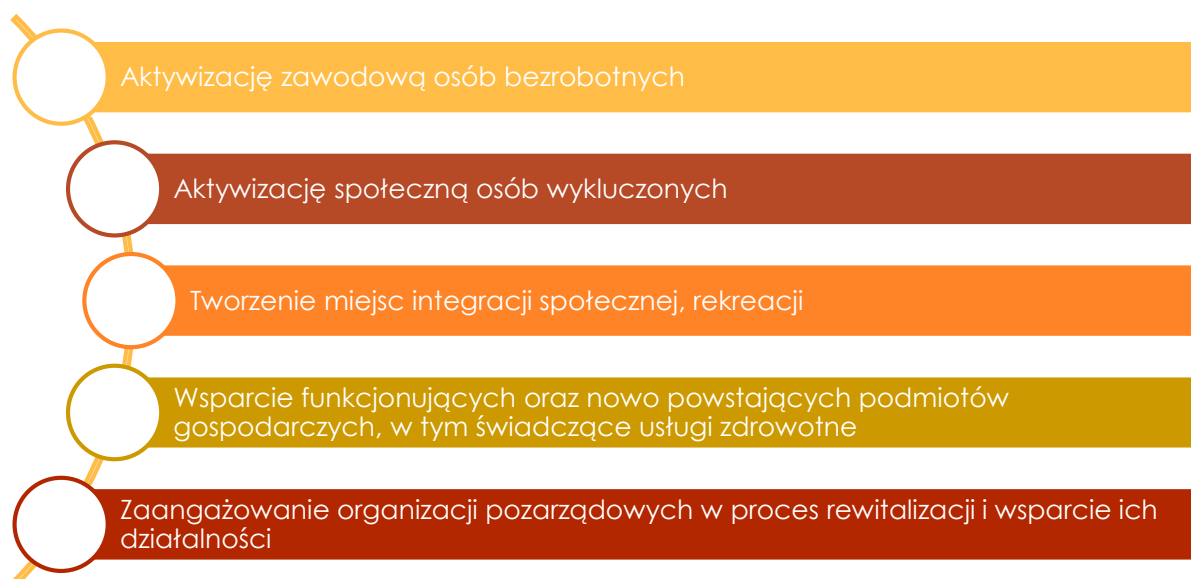 Aktywizację zawodową osób bezrobotnych
Aktywizację społeczną osób wykluczonych
Tworzenie miejsc integracji społecznej, rekreacji
Wsparcie funkcjonujących oraz nowo powstających podmiotów
gospodarczych, w tym świadczące usługi zdrowotne
Zaangażowanie organizacji pozarządowych w proces rewitalizacji i wsparcie ich
działalności